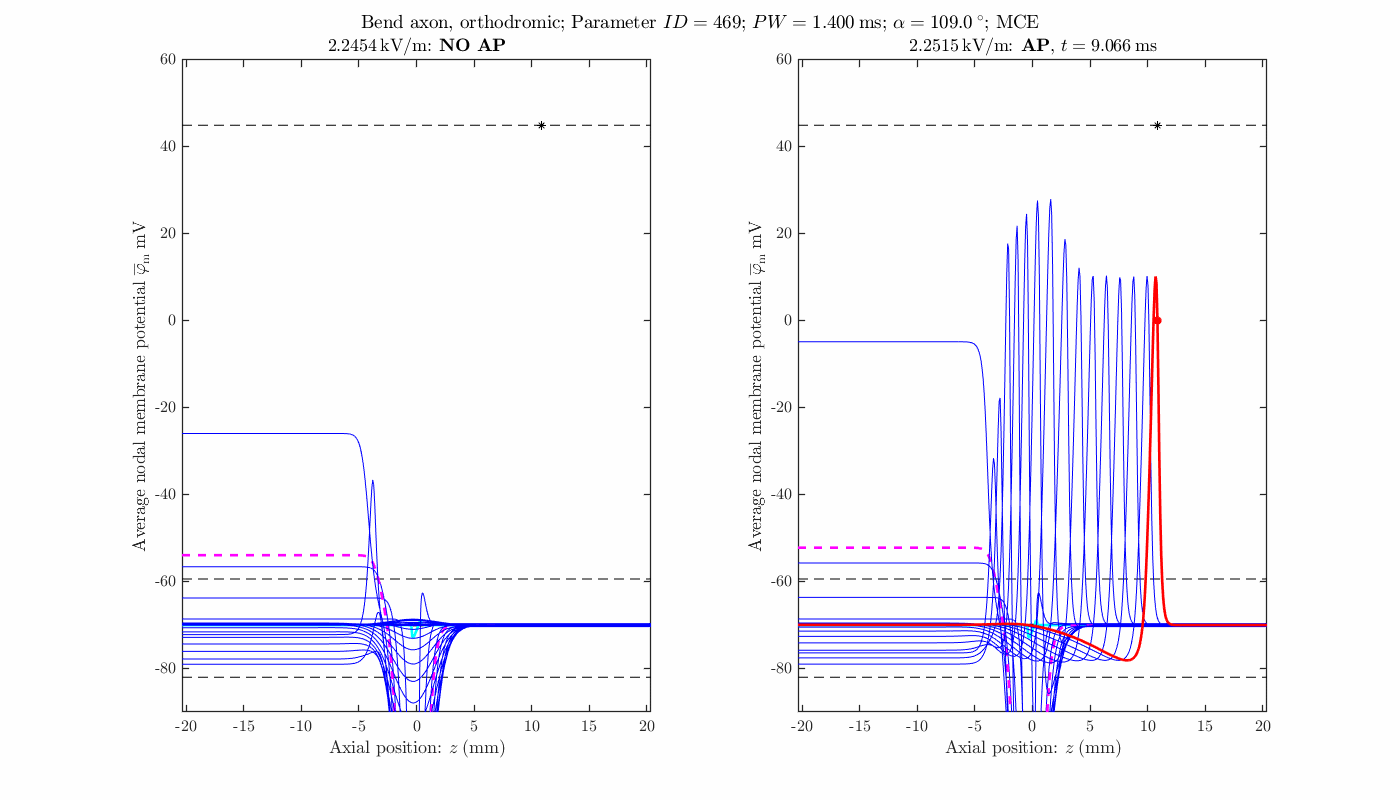 Bend axon, orthodromic; Parameter ID = 469; PW = 1.400 ms; α = 109.0 °; MCE
2.2454 kV/m: NO AP
2.2515 kV/m: AP, t = 9.066 ms
60
40
20
0
-20
-40
-60
-80
Average nodal membrane potential φ̅m mV
-20 -15 -10 -5 0 5 10 15 20
Axial position: z (mm)
60
40
20
0
-20
-40
-60
-80
Average nodal membrane potential φ̅m mV
-20 -15 -10 -5 0 5 10 15 20
Axial position: z (mm)